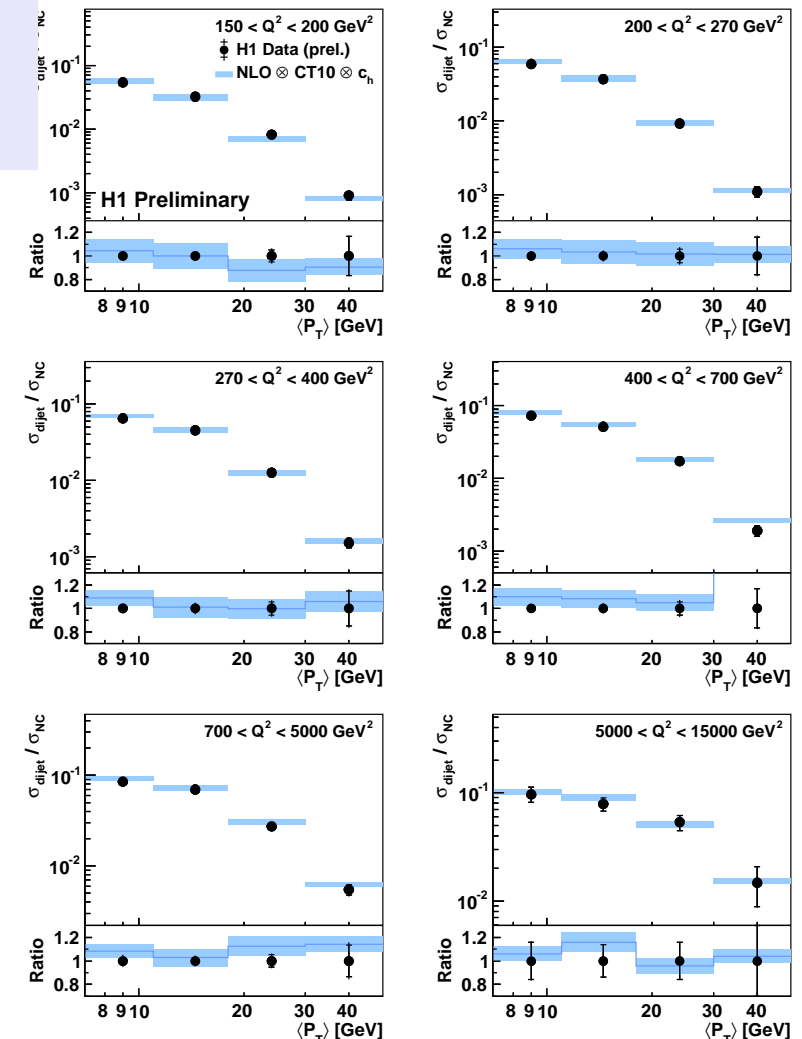 150 < Q² < 200 GeV²
H1 Data (prel.)
NLO ⊗ CT10 ⊗ c_h
10⁻¹
10⁻²
10⁻³
H1 Preliminary
Ratio
1.2
1
0.8
8 9 10 20 30 40
⟨P_T⟩ [GeV]
σ_dijet / σ_NC
200 < Q² < 270 GeV²
10⁻¹
10⁻²
10⁻³
Ratio
1.2
1
0.8
8 9 10 20 30 40
⟨P_T⟩ [GeV]
σ_dijet / σ_NC
270 < Q² < 400 GeV²
10⁻¹
10⁻²
10⁻³
Ratio
1.2
1
0.8
8 9 10 20 30 40
⟨P_T⟩ [GeV]
σ_dijet / σ_NC
400 < Q² < 700 GeV²
10⁻¹
10⁻²
10⁻³
Ratio
1.2
1
0.8
8 9 10 20 30 40
⟨P_T⟩ [GeV]
σ_dijet / σ_NC
700 < Q² < 5000 GeV²
10⁻¹
10⁻²
Ratio
1.2
1
0.8
8 9 10 20 30 40
⟨P_T⟩ [GeV]
σ_dijet / σ_NC
5000 < Q² < 15000 GeV²
10⁻¹
10⁻²
Ratio
1.2
1
0.8
8 9 10 20 30 40
⟨P_T⟩ [GeV]